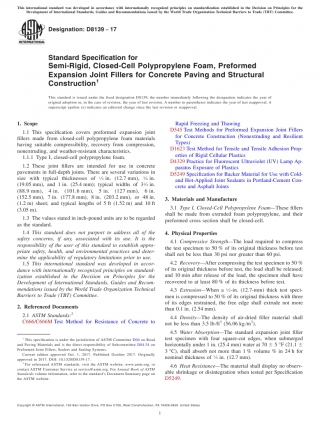 This international standard was developed in accordance with internationally recognized principles on standardization established in the Decision on Principles for the
Development of International Standards, Guides and Recommendations issued by the World Trade Organization Technical Barriers to Trade (TBT) Committee.
Designation: D8139 − 17
Standard Specification for
Semi-Rigid, Closed-Cell Polypropylene Foam, Preformed
Expansion Joint Fillers for Concrete Paving and Structural
Construction1
This standard is issued under the fixed designation D8139; the number immediately following the designation indicates the year of
original adoption or, in the case of revision, the year of last revision. A number in parentheses indicates the year of last reapproval. A
superscript epsilon (ε) indicates an editorial change since the last revision or reapproval.
1. Scope
1.1 This specification covers preformed expansion joint
fillers made from closed-cell polypropylene foam materials
having suitable compressibility, recovery from compression,
nonextruding, and weather-resistant characteristics.
1.1.1 Type I, closed-cell polypropylene foam.
1.2 These joint fillers are intended for use in concrete
pavements in full-depth joints. There are several variations in
size with typical thicknesses of ½ in. (12.7 mm), ¾ in.
(19.05 mm), and 1 in. (25.4 mm); typical widths of 3½ in.
(88.9 mm), 4 in. (101.6 mm), 5 in. (127 mm), 6 in.
(152.5 mm), 7 in. (177.8 mm), 8 in. (203.2 mm), or 48 in.
(1.2 m) sheet; and typical lengths of 5 ft (1.52 m) and 10 ft
(3.05 m).
1.3 The values stated in inch-pound units are to be regarded
as the standard.
1.4 This standard does not purport to address all of the
safety concerns, if any, associated with its use. It is the
responsibility of the user of this standard to establish appro-
priate safety, health, and environmental practices and deter-
mine the applicability of regulatory limitations prior to use.
1.5 This international standard was developed in accor-
dance with internationally recognized principles on standard-
ization established in the Decision on Principles for the
Development of International Standards, Guides and Recom-
mendations issued by the World Trade Organization Technical
Barriers to Trade (TBT) Committee.
2. Referenced Documents
2.1 ASTM Standards:2
C666/C666M Test Method for Resistance of Concrete to
1 This specification is under the jurisdiction of ASTM Committee D04 on Road
and Paving Materials and is the direct responsibility of Subcommittee D04.34 on
Preformed Joint Fillers, Sealers and Sealing Systems.
Current edition approved Oct. 1, 2017. Published October 2017. Originally
approved in 2017. DOI: 10.1520/D8139-17.
2 For referenced ASTM standards, visit the ASTM website, www.astm.org, or
contact ASTM Customer Service at service@astm.org. For Annual Book of ASTM
Standards volume information, refer to the standard's Document Summary page on
the ASTM website.
Rapid Freezing and Thawing
D545 Test Methods for Preformed Expansion Joint Fillers
for Concrete Construction (Nonextruding and Resilient
Types)
D1623 Test Method for Tensile and Tensile Adhesion Prop-
erties of Rigid Cellular Plastics
D4329 Practice for Fluorescent Ultraviolet (UV) Lamp Ap-
paratus Exposure of Plastics
D5249 Specification for Backer Material for Use with Cold-
and Hot-Applied Joint Sealants in Portland-Cement Con-
crete and Asphalt Joints
3. Materials and Manufacture
3.1 Type I, Closed-Cell Polypropylene Foam—These fillers
shall be made from extruded foam polypropylene, and their
performed cross section shall be closed-cell.
4. Physical Properties
4.1 Compressive Strength—The load required to compress
the test specimen to 50 % of its original thickness before test
shall not be less than 30 psi nor greater than 60 psi.
4.2 Recovery—After compressing the test specimen to 50 %
of its original thickness before test, the load shall be released;
and 10 min after release of the load, the specimen shall have
recovered to at least 80 % of its thickness before test.
4.3 Extrusion—When a ½-in. (12.7-mm) thick test speci-
men is compressed to 50 % of its original thickness with three
of its edges restrained, the free edge shall extrude not more
than 0.1 in. (2.54 mm).
4.4 Density—The density of air-dried filler material shall
not be less than 3.5 lb/ft3 (56.06 kg/m3).
4.5 Water Absorption—The standard expansion joint filler
test specimens with four square-cut edges, when submerged
horizontally under 1 in. (25.4 mm) water at 70 ± 5 °F (21.1 ±
3 °C), shall absorb not more than 1 % volume % in 24 h for
nominal thickness of ½ in. (12.7 mm).
4.6 Heat Resistance—The material shall display no observ-
able shrinkage or disintegration when tested per Specification
D5249.
Copyright © ASTM International, 100 Barr Harbor Drive, PO Box C700, West Conshohocken, PA 19428-2959. United States
1